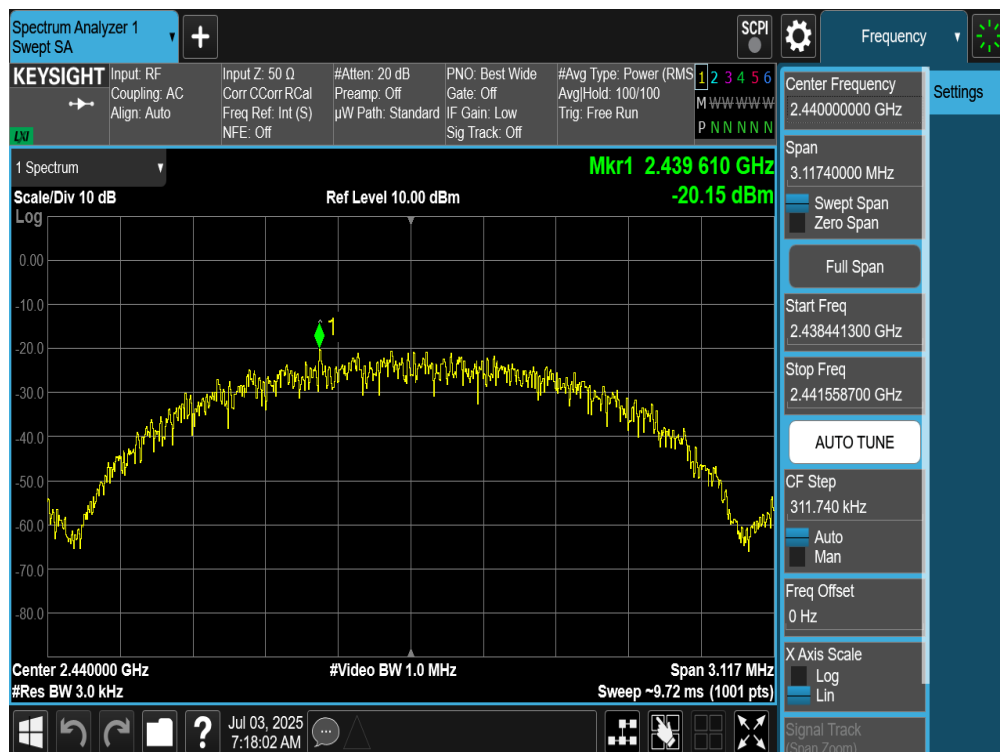 Spectrum Analyzer 1
Swept SA
+
SCPI
Frequency
KEYSIGHT
LXI
Input: RF
Coupling: AC
Align: Auto
Input Z: 50 Ω
Corr CCorr RCal
Freq Ref: Int (S)
NFE: Off
#Atten: 20 dB
Preamp: Off
µW Path: Standard
PNO: Best Wide
Gate: Off
IF Gain: Low
Sig Track: Off
#Avg Type: Power (RMS
Avg|Hold: 100/100
Trig: Free Run
1 2 3 4 5 6
M W W W W W W
P N N N N N N
1 Spectrum
Mkr1 2.439 610 GHz
-20.15 dBm
Scale/Div 10 dB
Ref Level 10.00 dBm
Log
0.00
-10.0
-20.0
-30.0
-40.0
-50.0
-60.0
-70.0
-80.0
1
Center 2.440000 GHz
#Video BW 1.0 MHz
Span 3.117 MHz
#Res BW 3.0 kHz
Sweep ~9.72 ms (1001 pts)
Center Frequency
2.440000000 GHz
Span
3.11740000 MHz
Swept Span
Zero Span
Full Span
Start Freq
2.438441300 GHz
Stop Freq
2.441558700 GHz
AUTO TUNE
CF Step
311.740 kHz
Auto
Man
Freq Offset
0 Hz
X Axis Scale
Log
Lin
Signal Track
(Span Zoom)
Settings
?
Jul 03, 2025
7:18:02 AM